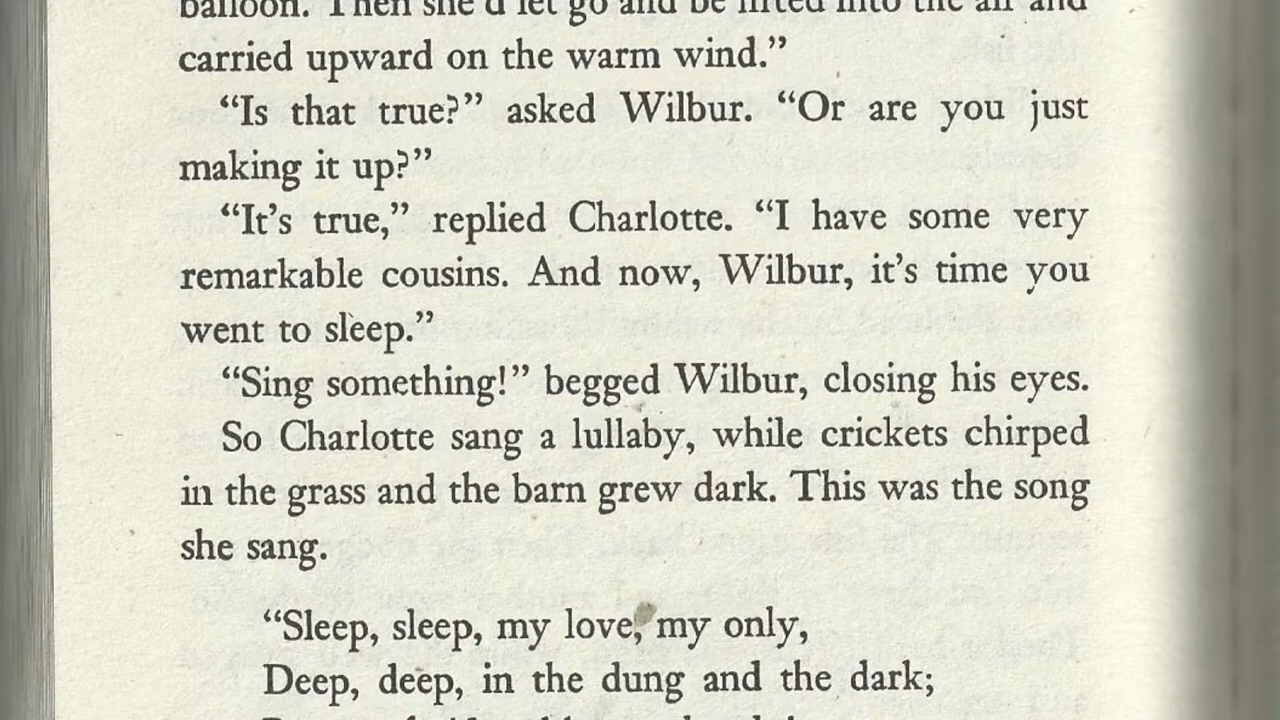 balloon. Then she'd let go and be lifted into the air and
carried upward on the warm wind.”
“Is that true?” asked Wilbur. “Or are you just
making it up?”
“It's true,” replied Charlotte. “I have some very
remarkable cousins. And now, Wilbur, it's time you
went to sleep.”
“Sing something!” begged Wilbur, closing his eyes.
So Charlotte sang a lullaby, while crickets chirped
in the grass and the barn grew dark. This was the song
she sang.
“Sleep, sleep, my love, my only,
Deep, deep, in the dung and the dark;